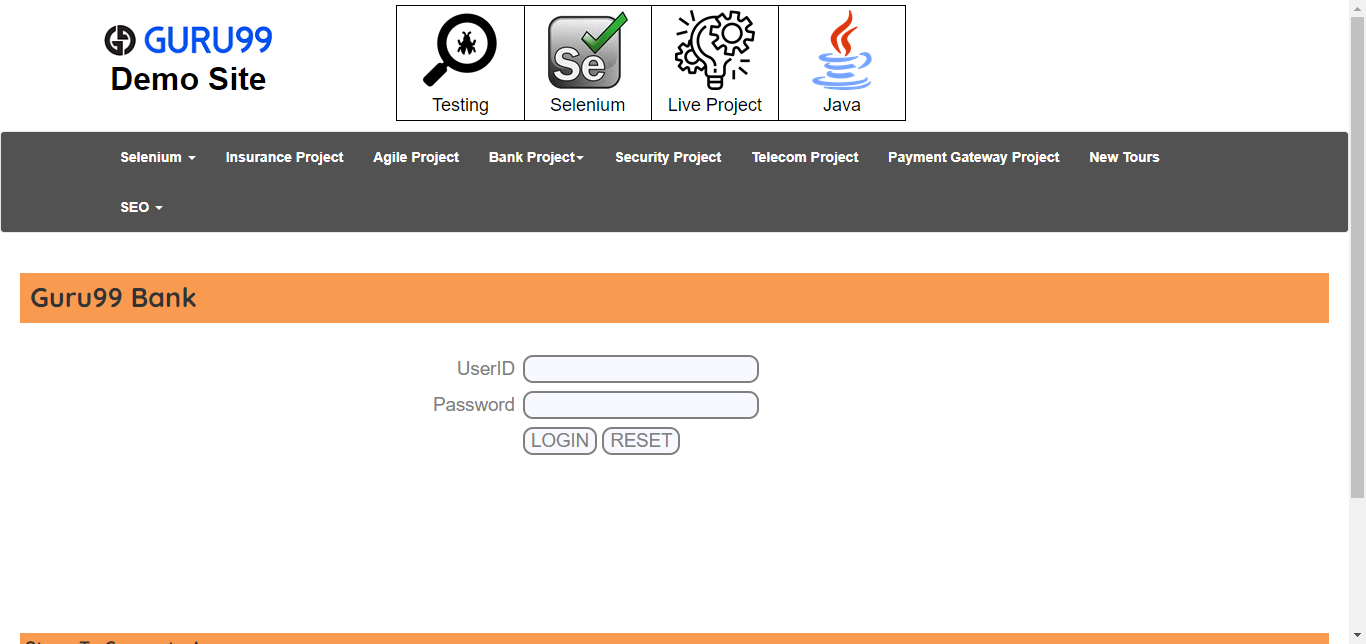 GURU99
Demo Site
Se
Testing
Selenium
Live Project
Java
Selenium
Insurance Project
Agile Project
Bank Project
Security Project
Telecom Project
Payment Gateway Project
New Tours
SEO
Guru99 Bank
UserID
Password
LOGIN RESET